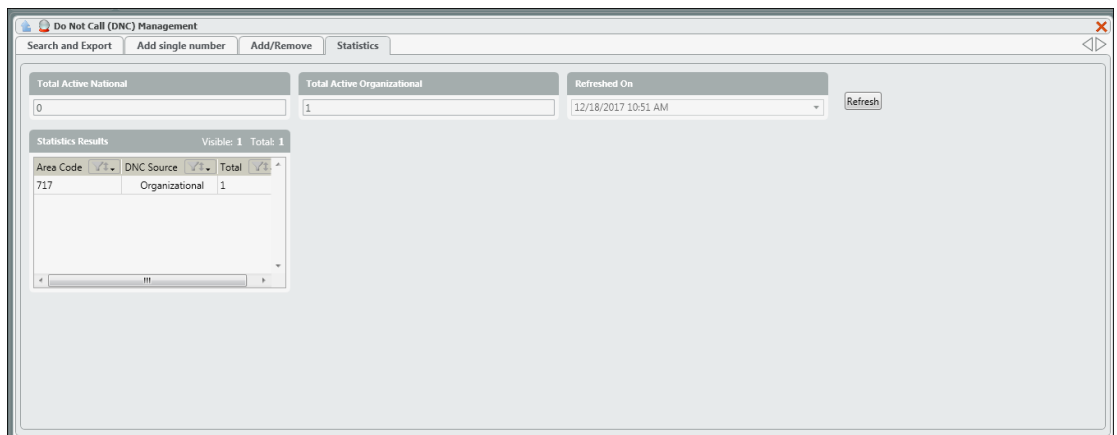 Do Not Call (DNC) Management
Search and Export Add single number Add/Remove Statistics
Total Active National Total Active Organizational Refreshed On
0 1 12/18/2017 10:51 AM Refresh
Statistics Results Visible: 1 Total: 1
Area Code DNC Source Total
717 Organizational 1